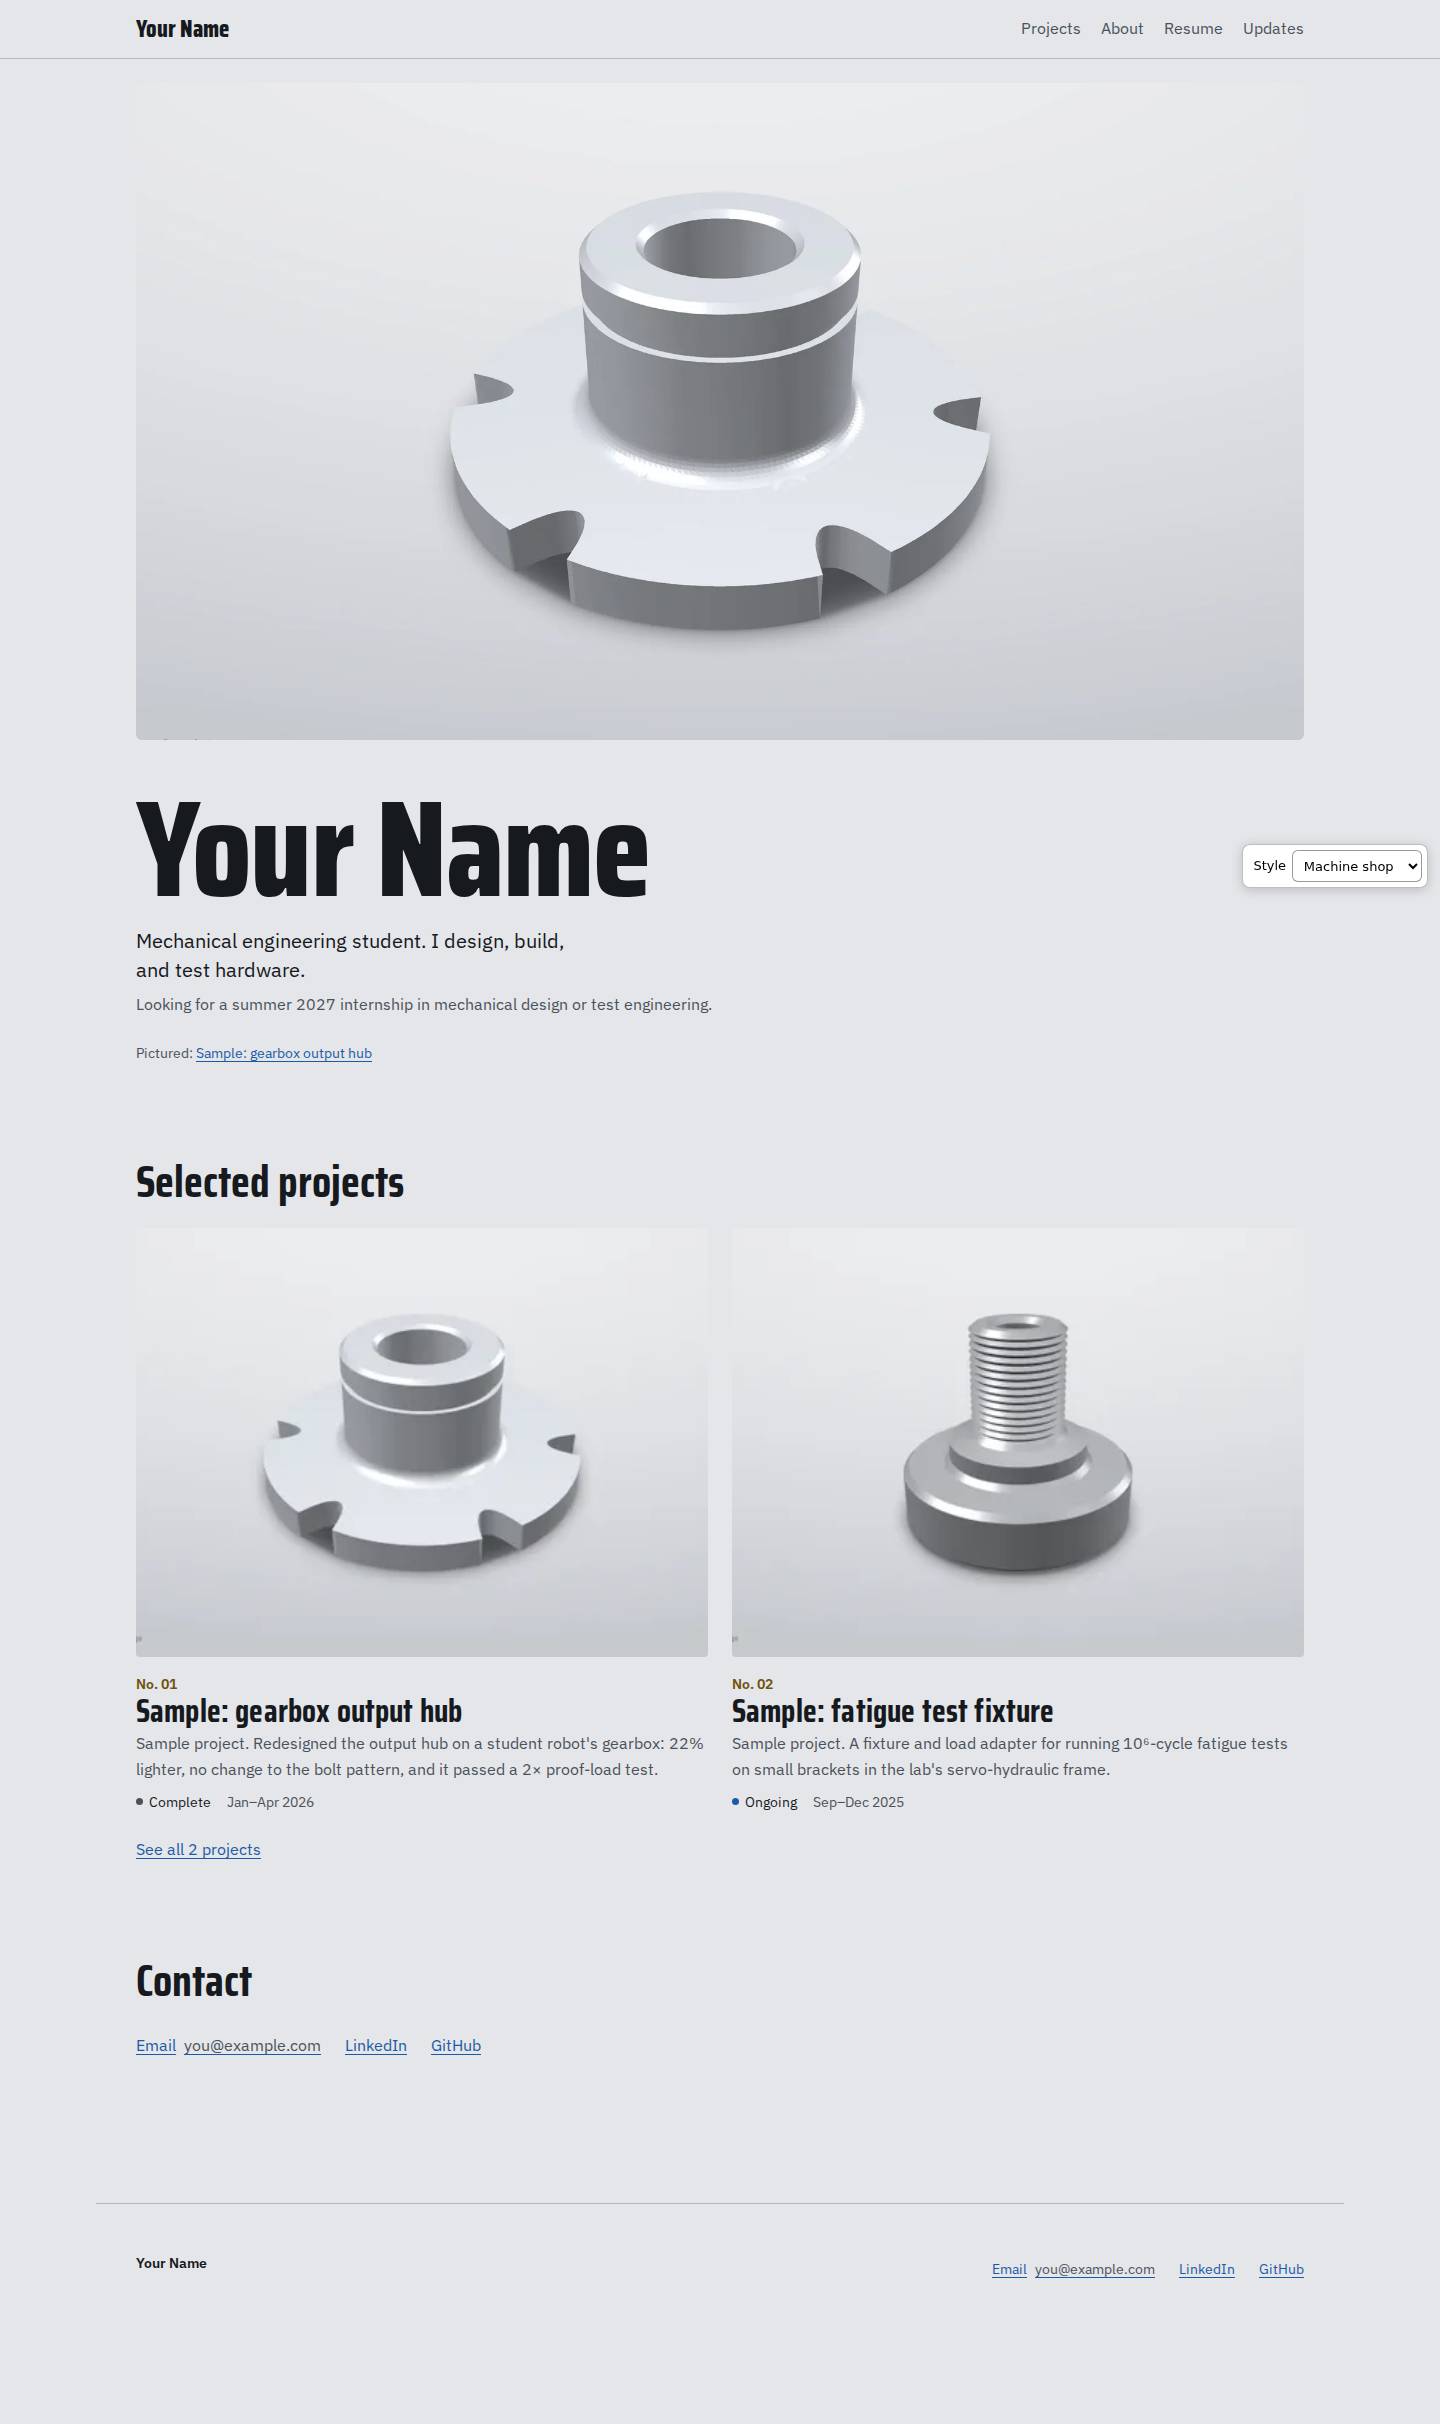 Your Name
Projects About Resume Updates
Your Name
Style Machine shop
Mechanical engineering student. I design, build,
and test hardware.
Looking for a summer 2027 internship in mechanical design or test engineering.
Pictured: Sample: gearbox output hub
Selected projects
No. 01
Sample: gearbox output hub
Sample project. Redesigned the output hub on a student robot's gearbox: 22%
lighter, no change to the bolt pattern, and it passed a 2× proof-load test.
Complete Jan–Apr 2026
No. 02
Sample: fatigue test fixture
Sample project. A fixture and load adapter for running 10⁶-cycle fatigue tests
on small brackets in the lab's servo-hydraulic frame.
Ongoing Sep–Dec 2025
See all 2 projects
Contact
Email you@example.com LinkedIn GitHub
Your Name
Email you@example.com LinkedIn GitHub